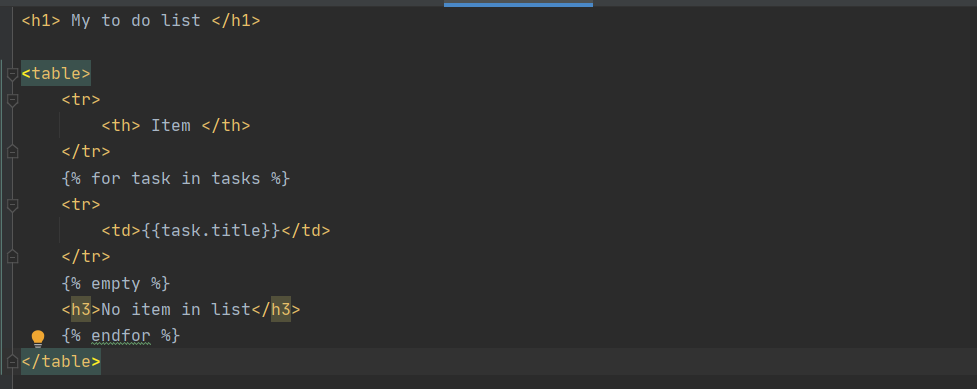 <h1> My to do list </h1>
<table>
<tr>
<th> Item </th>
</tr>
{% for task in tasks %}
<tr>
<td>{{task.title}}</td>
</tr>
{% empty %}
<h3>No item in list</h3>
{% endfor %}
</table>